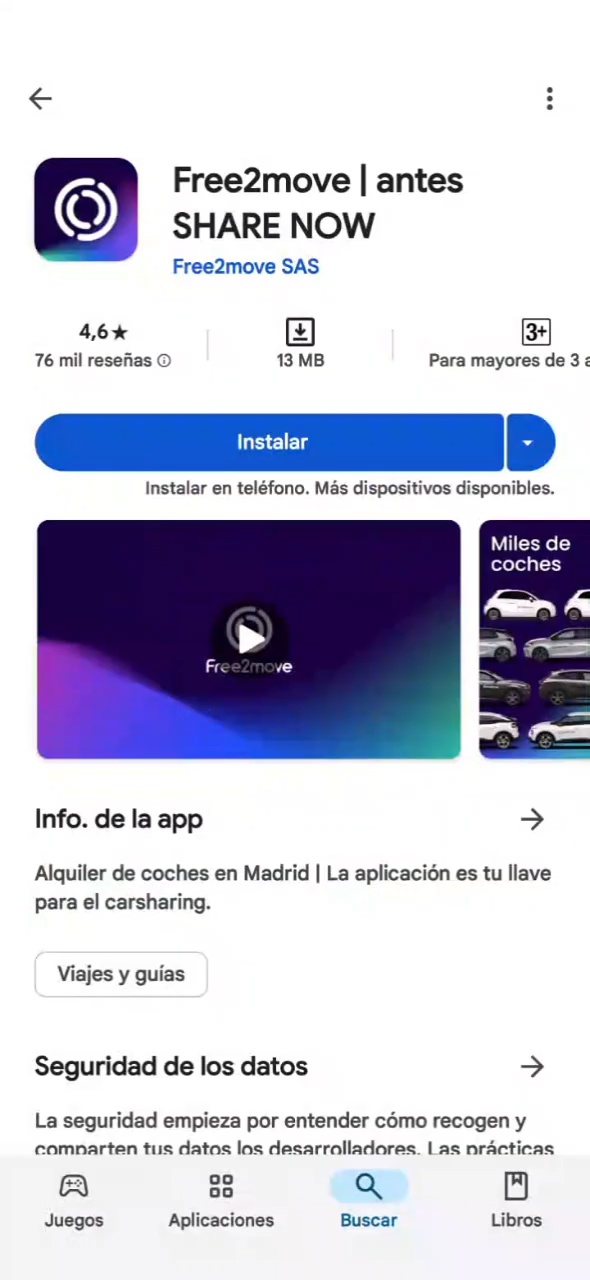 Free2move | antes
SHARE NOW
Free2move SAS
4,6★
76 mil reseñas
13 MB
3+
Para mayores de 3 a
Instalar
Instalar en teléfono. Más dispositivos disponibles.
Free2move
Miles de
coches
Info. de la app
Alquiler de coches en Madrid | La aplicación es tu llave
para el carsharing.
Viajes y guías
Seguridad de los datos
La seguridad empieza por entender cómo recogen y
comparten tus datos los desarrolladores. Las prácticas
Juegos
Aplicaciones
Buscar
Libros